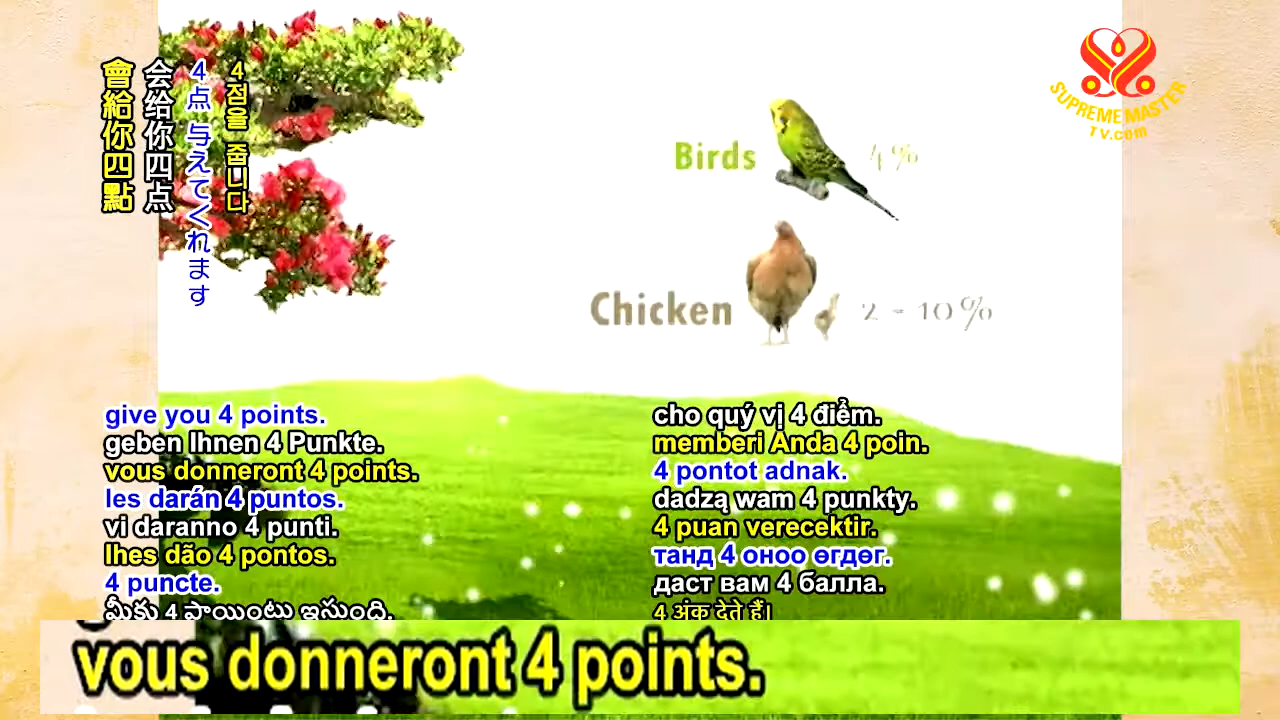 會給你四點
会给你四点
4点 与えてくれます
4점을 줍니다
SUPREME MASTER
TV.com
Birds 4%
Chicken 2 - 10%
give you 4 points.
geben Ihnen 4 Punkte.
vous donneront 4 points.
les darán 4 puntos.
vi daranno 4 punti.
lhes dão 4 pontos.
4 puncte.
మీకు 4 పాయింట్లు ఇస్తుంది.
cho quý vị 4 điểm.
memberi Anda 4 poin.
4 pontot adnak.
dadzą wam 4 punkty.
4 puan verecektir.
танд 4 оноо өгдөг.
даст вам 4 балла.
4 अंक देते हैं।
vous donneront 4 points.